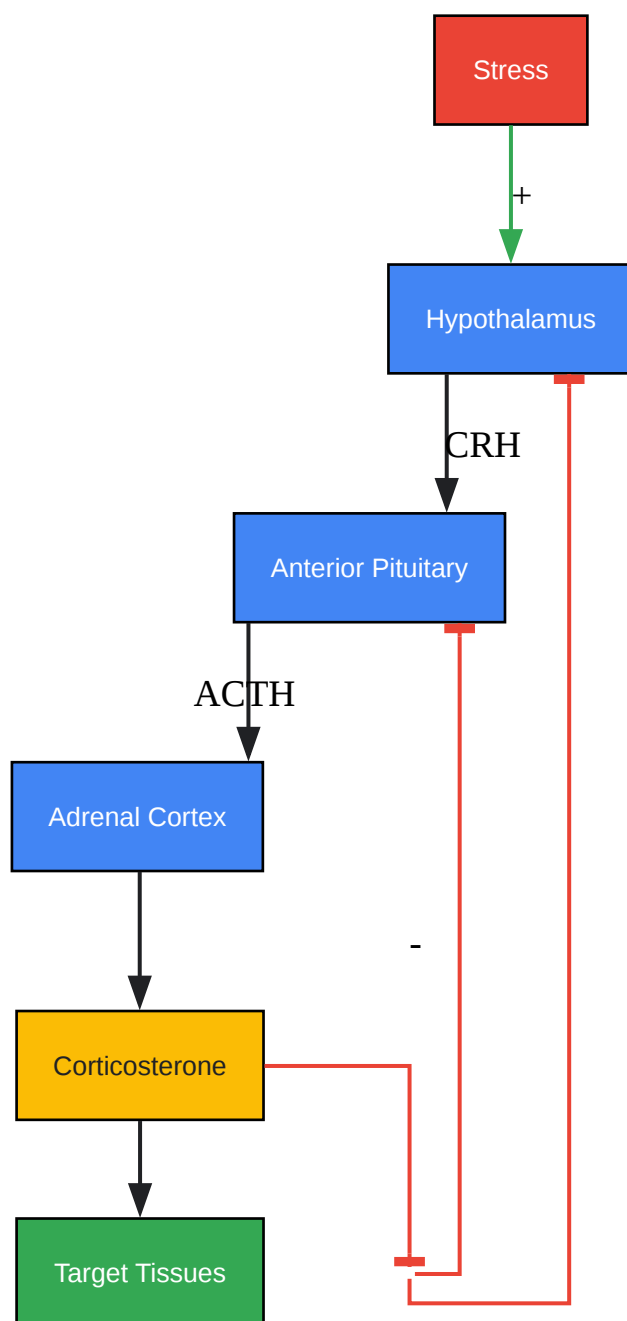 Stress
+
Hypothalamus
CRH
Anterior Pituitary
ACTH
Adrenal Cortex
-
Corticosterone
Target Tissues